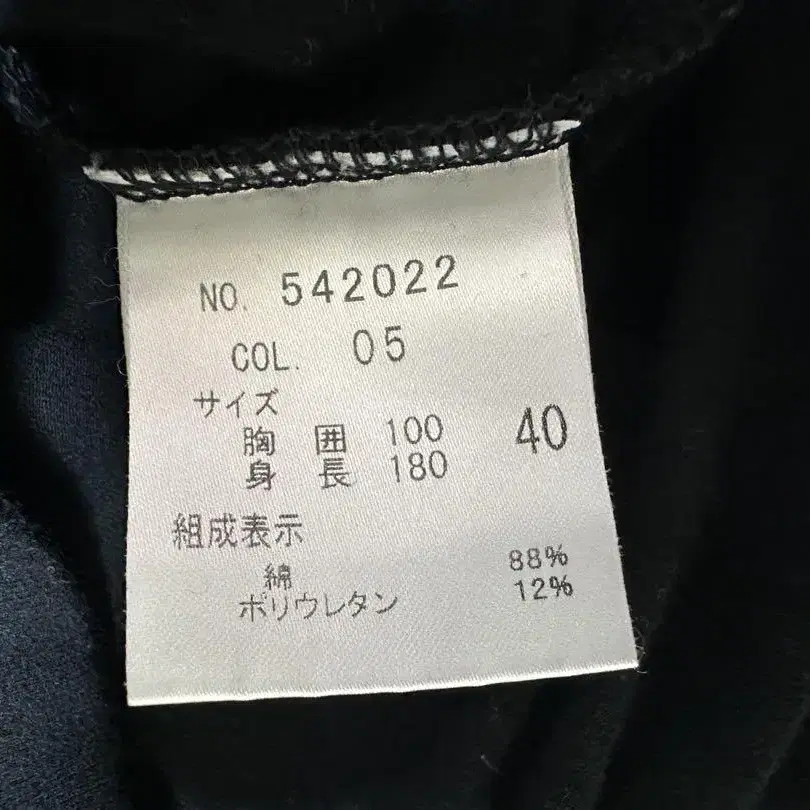 NO. 542022
COL. 05
サイズ
胸 囲 100 40
身 長 180
組成表示
綿 88%
ポリウレタン 12%